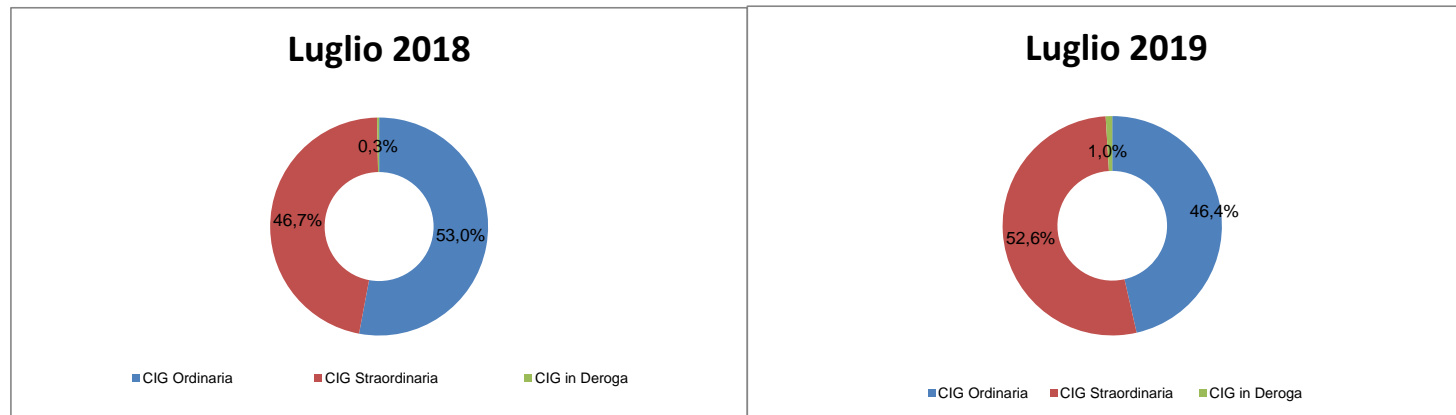 Luglio 2018
0,3%
46,7%
53,0%
CIG Ordinaria CIG Straordinaria CIG in Deroga
Luglio 2019
1,0%
46,4%
52,6%
CIG Ordinaria CIG Straordinaria CIG in Deroga